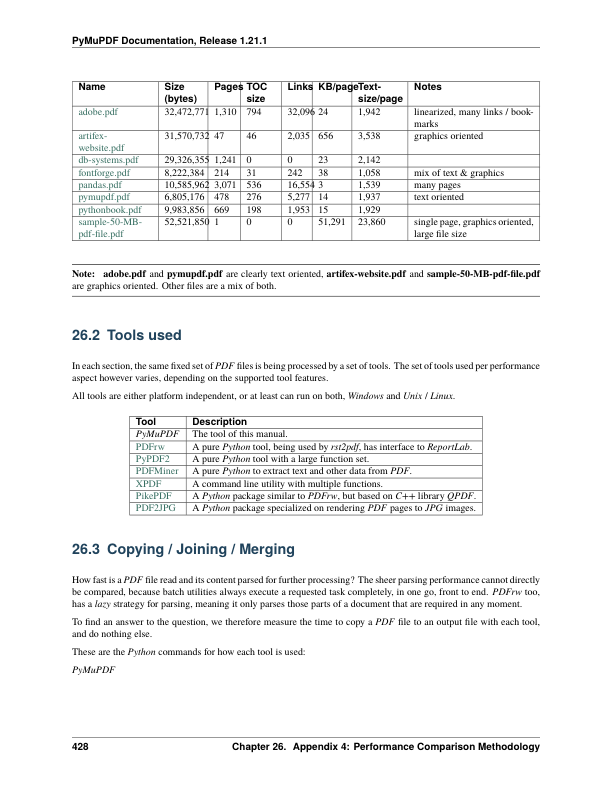 PyMuPDF Documentation, Release 1.21.1
Name Size (bytes) Pages TOC size Links KB/page Text-size/page Notes
adobe.pdf 32,472,771 1,310 794 32,096 24 1,942 linearized, many links / book-
marks
artifex- 31,570,732 47 46 2,035 656 3,538 graphics oriented
website.pdf
db-systems.pdf 29,326,355 1,241 0 0 23 2,142
fontforge.pdf 8,222,384 214 31 242 38 1,058 mix of text & graphics
pandas.pdf 10,585,962 3,071 536 16,554 3 1,539 many pages
pymupdf.pdf 6,805,176 478 276 5,277 14 1,937 text oriented
pythonbook.pdf 9,983,856 669 198 1,953 15 1,929
sample-50-MB- 52,521,850 1 0 0 51,291 23,860 single page, graphics oriented,
pdf-file.pdf large file size
Note: adobe.pdf and pymupdf.pdf are clearly text oriented, artifex-website.pdf and sample-50-MB-pdf-file.pdf
are graphics oriented. Other files are a mix of both.
26.2 Tools used
In each section, the same fixed set of PDF files is being processed by a set of tools. The set of tools used per performance
aspect however varies, depending on the supported tool features.
All tools are either platform independent, or at least can run on both, Windows and Unix / Linux.
Tool Description
PyMuPDF The tool of this manual.
PDFrw A pure Python tool, being used by rst2pdf, has interface to ReportLab.
PyPDF2 A pure Python tool with a large function set.
PDFMiner A pure Python to extract text and other data from PDF.
XPDF A command line utility with multiple functions.
PikePDF A Python package similar to PDFrw, but based on C++ library QPDF.
PDF2JPG A Python package specialized on rendering PDF pages to JPG images.
26.3 Copying / Joining / Merging
How fast is a PDF file read and its content parsed for further processing? The sheer parsing performance cannot directly
be compared, because batch utilities always execute a requested task completely, in one go, front to end. PDFrw too,
has a lazy strategy for parsing, meaning it only parses those parts of a document that are required in any moment.
To find an answer to the question, we therefore measure the time to copy a PDF file to an output file with each tool,
and do nothing else.
These are the Python commands for how each tool is used:
PyMuPDF
428 Chapter 26. Appendix 4: Performance Comparison Methodology